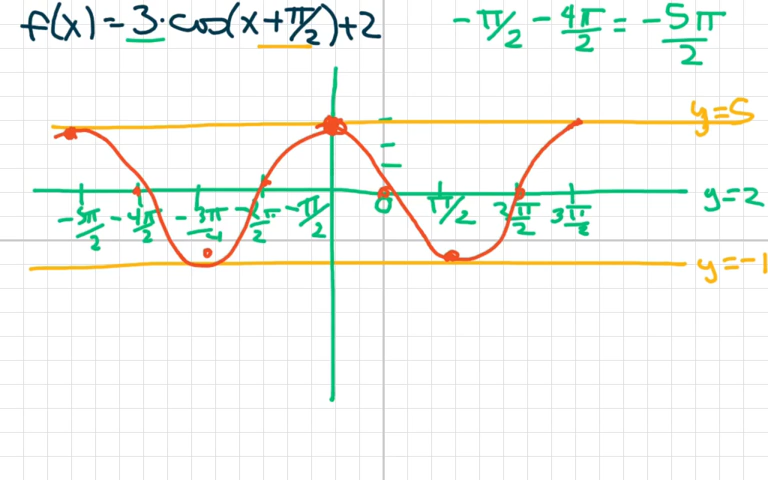 f(x) = 3·cos(x+π/2)+2
-π/2 - 4π/2 = -5π/2
y=5
y=2
-5π/2 -4π/2 -3π/4 -2π/2 -π/2 0 π/2 2π/2 3π/2
y=-1